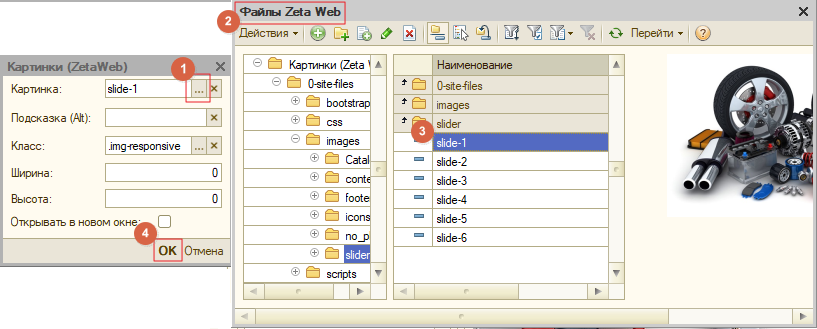 2
Файлы Zeta Web
Действия
Перейти
Картинки (ZetaWeb)
1
Картинка:
slide-1
...
Подсказка (Alt):
Класс:
.img-responsive
...
Ширина:
0
Высота:
0
Открывать в новом окне:
4
OK
Отмена
Картинки (Zeta W
0-site-files
bootstrap
css
images
Catal
conte
foote
icons
no_p
slider
scripts
Наименование
0-site-files
images
slider
3
slide-1
slide-2
slide-3
slide-4
slide-5
slide-6